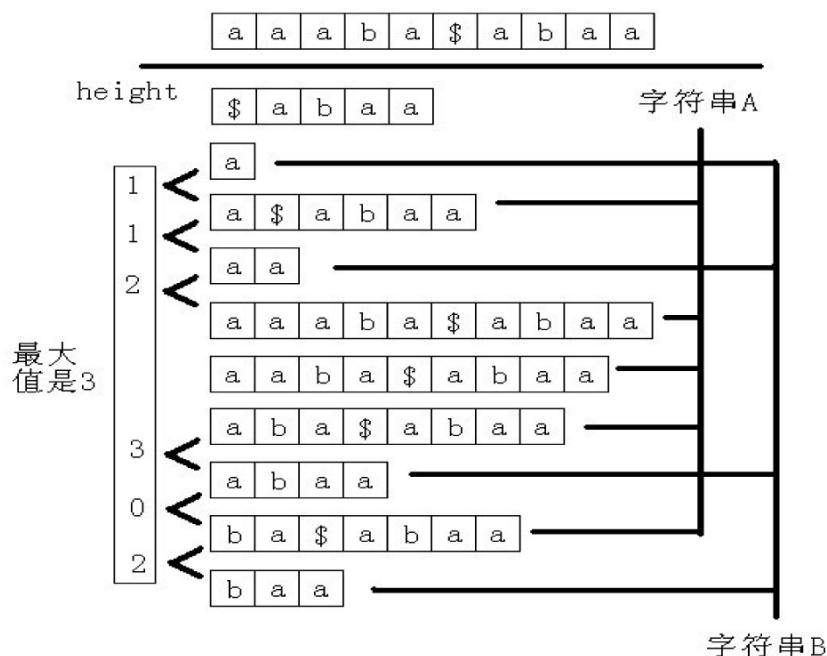 a a a b a $ a b a a
height
$ a b a a
字符串A
a
1
a $ a b a a
1
a a
2
a a a b a $ a b a a
最大
值是3
a a b a $ a b a a
a b a $ a b a a
3
a b a a
0
b a $ a b a a
2
b a a
字符串B